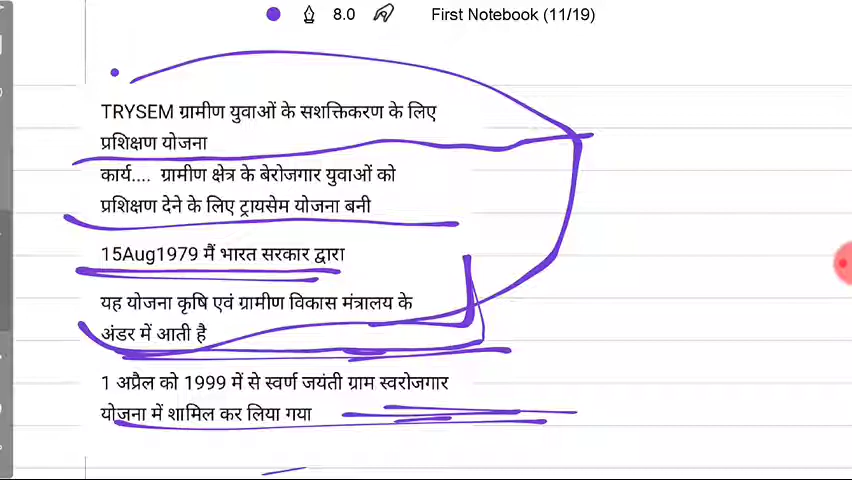 8.0 First Notebook (11/19)
TRYSEM ग्रामीण युवाओं के सशक्तिकरण के लिए
प्रशिक्षण योजना
कार्य.... ग्रामीण क्षेत्र के बेरोजगार युवाओं को
प्रशिक्षण देने के लिए ट्रायसेम योजना बनी
15Aug1979 मैं भारत सरकार द्वारा
यह योजना कृषि एवं ग्रामीण विकास मंत्रालय के
अंडर में आती है
1 अप्रैल को 1999 में से स्वर्ण जयंती ग्राम स्वरोजगार
योजना में शामिल कर लिया गया